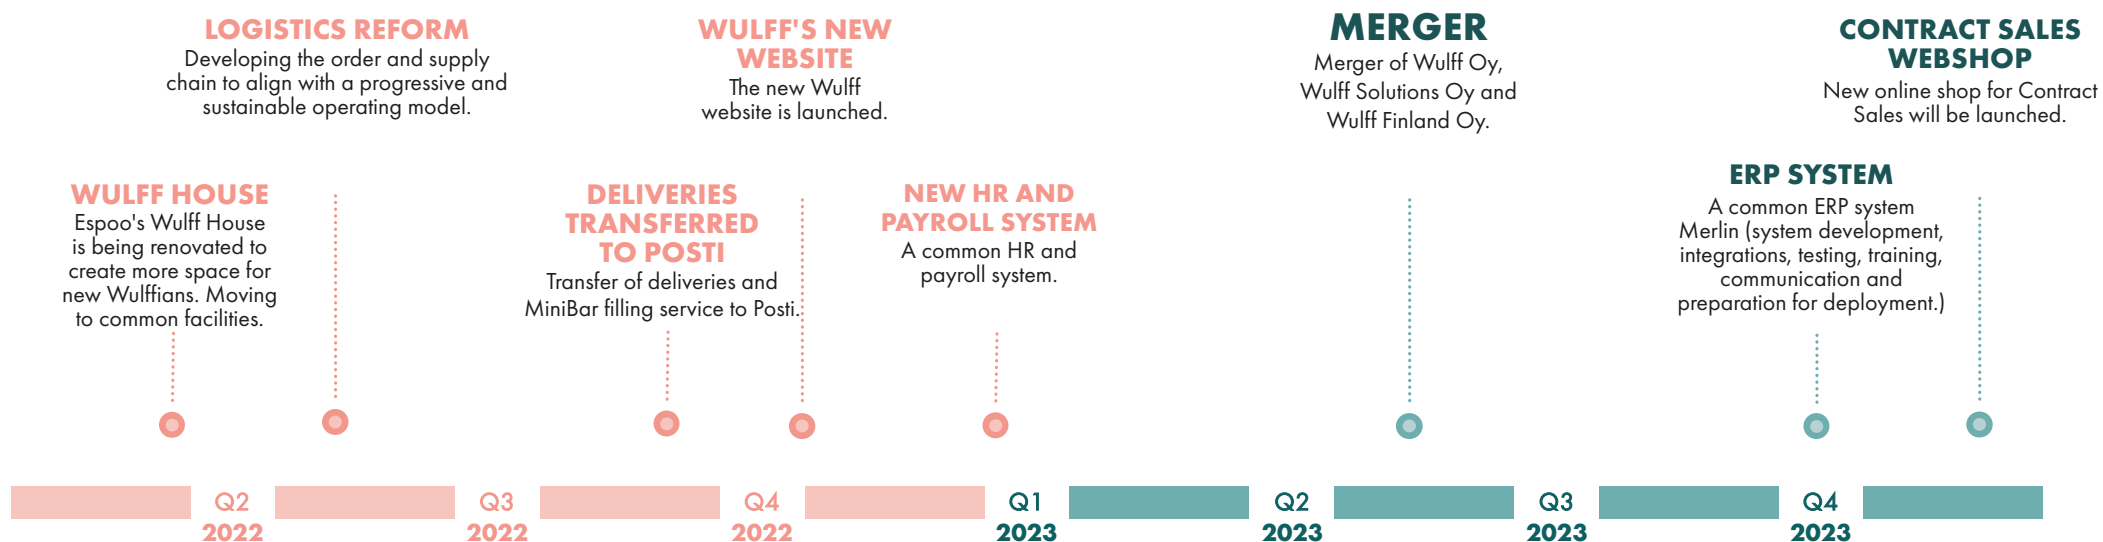 LOGISTICS REFORM
Developing the order and supply
chain to align with a progressive and
sustainable operating model.
WULFF'S NEW
WEBSITE
The new Wulff
website is launched.
MERGER
Merger of Wulff Oy,
Wulff Solutions Oy and
Wulff Finland Oy.
CONTRACT SALES
WEBSHOP
New online shop for Contract
Sales will be launched.
WULFF HOUSE
Espoo's Wulff House
is being renovated to
create more space for
new Wulffians. Moving
to common facilities.
DELIVERIES
TRANSFERRED
TO POSTI
Transfer of deliveries and
MiniBar filling service to Posti.
NEW HR AND
PAYROLL SYSTEM
A common HR and
payroll system.
ERP SYSTEM
A common ERP system
Merlin (system development,
integrations, testing, training,
communication and
preparation for deployment.)
Q2
2022
Q3
2022
Q4
2022
Q1
2023
Q2
2023
Q3
2023
Q4
2023